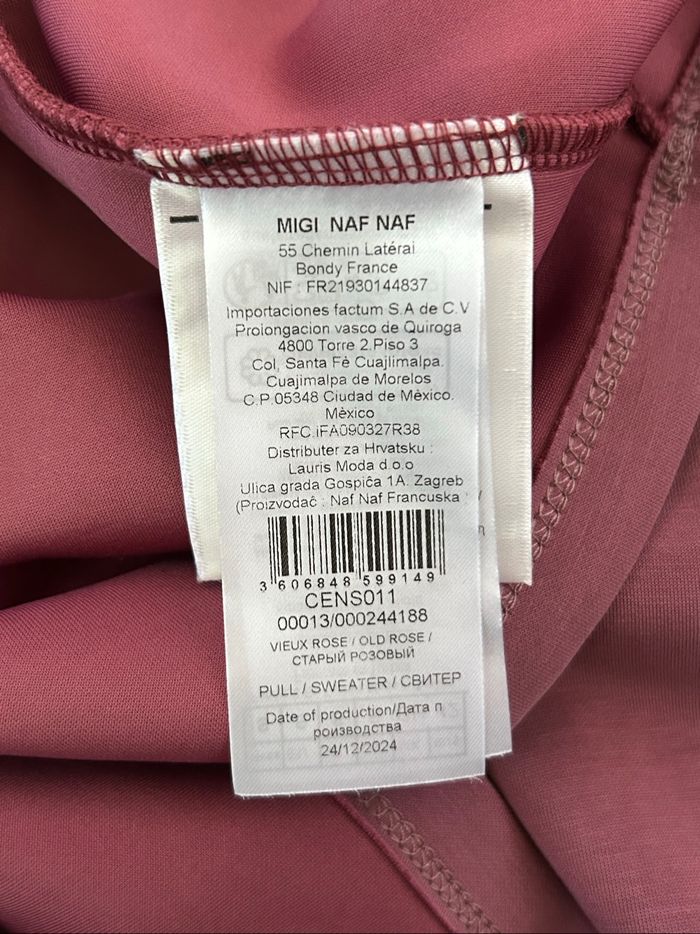 MIGI NAF NAF
55 Chemin Latérai
Bondy France
NIF : FR21930144837
Importaciones factum S.A de C.V
Prolongacion vasco de Quiroga
4800 Torre 2.Piso 3
Col, Santa Fè Cuajlimalpa.
Cuajimalpa de Morelos
C.P.05348 Ciudad de Mèxico.
Mèxico
RFC.iFA090327R38
Distributer za Hrvatsku :
Lauris Moda d.o.o
Ulica grada Gospiča 1A. Zagreb
(Proizvodač : Naf Naf Francuska
3 606848 599149
CENS011
00013/000244188
VIEUX ROSE / OLD ROSE /
СТАРЫЙ РОЗОВЫЙ
PULL / SWEATER / СВИТЕР
Date of production/Дата п
роизводства
24/12/2024